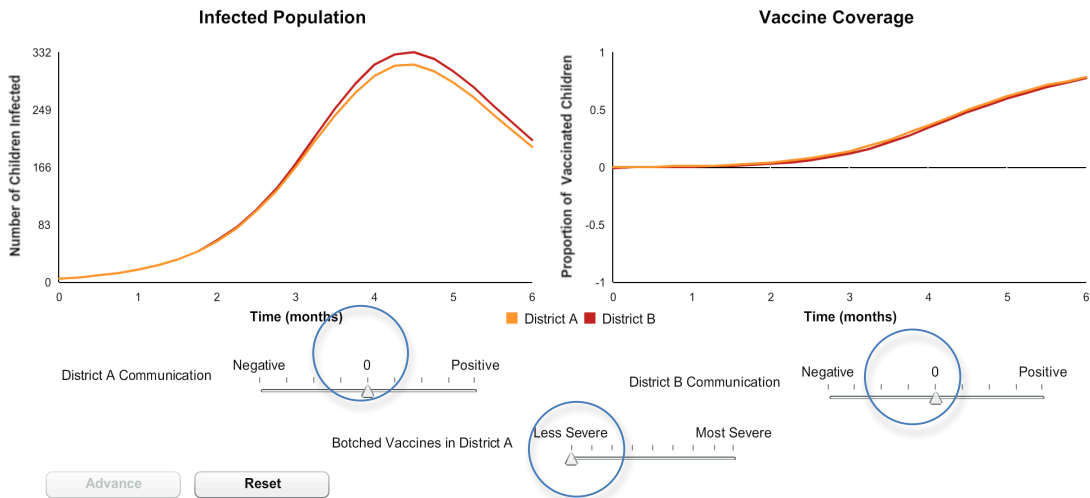 Infected Population
Number of Children Infected
332
249
166
83
0
0 1 2 3 4 5 6
Time (months)
Vaccine Coverage
Proportion of Vaccinated Children
1
0.5
0
-0.5
-1
0 1 2 3 4 5 6
Time (months)
District A District B
District A Communication
Negative 0 Positive
District B Communication
Negative 0 Positive
Botched Vaccines in District A
Less Severe Most Severe
Advance Reset